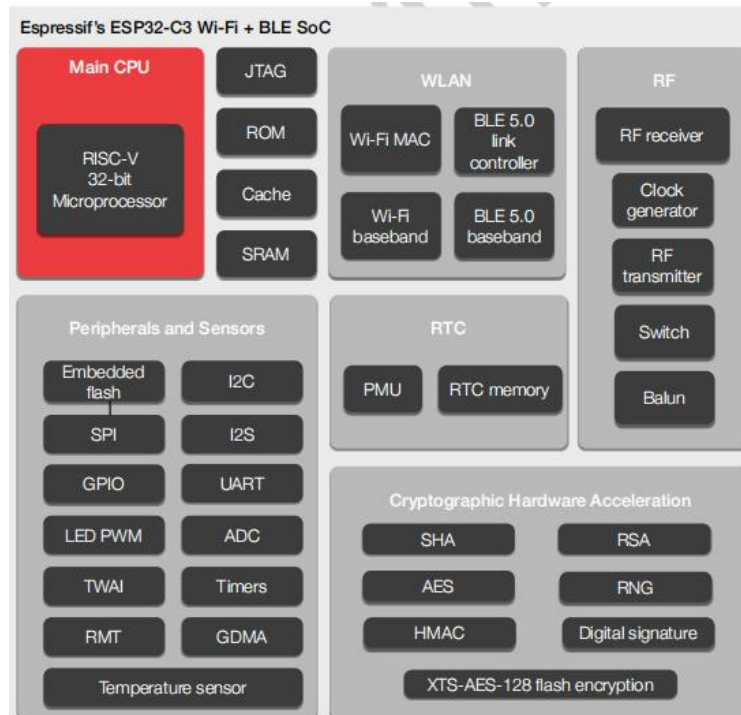 Espressif's ESP32-C3 Wi-Fi + BLE SoC
Main CPU
RISC-V
32-bit
Microprocessor
JTAG
ROM
Cache
SRAM
WLAN
Wi-Fi MAC
BLE 5.0
link
controller
Wi-Fi
baseband
BLE 5.0
baseband
RF
RF receiver
Clock
generator
RF
transmitter
Switch
Balun
Peripherals and Sensors
Embedded
flash
I2C
SPI
I2S
GPIO
UART
LED PWM
ADC
TWAI
Timers
RMT
GDMA
Temperature sensor
RTC
PMU
RTC memory
Cryptographic Hardware Acceleration
SHA
RSA
AES
RNG
HMAC
Digital signature
XTS-AES-128 flash encryption